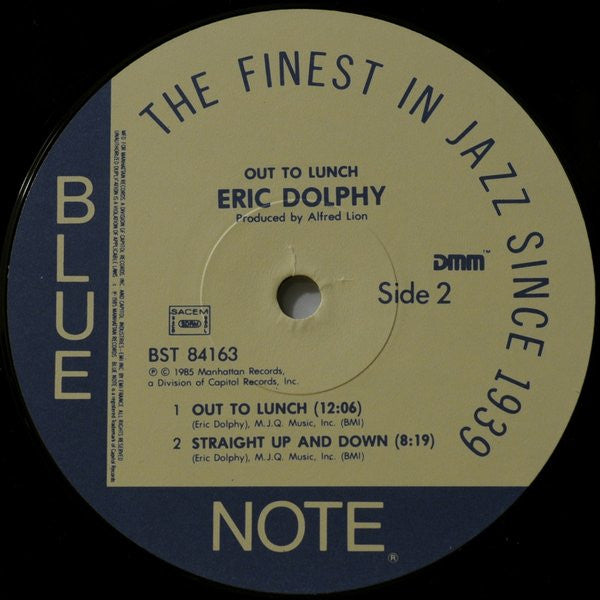 THE FINEST IN JAZZ SINCE 1939
OUT TO LUNCH
ERIC DOLPHY
Produced by Alfred Lion
DMM™
Side 2
SACEM
BST 84163
℗ © 1985 Manhattan Records,
a Division of Capitol Records, Inc.
1 OUT TO LUNCH (12:06)
(Eric Dolphy), M.J.Q. Music, Inc. (BMI)
2 STRAIGHT UP AND DOWN (8:19)
(Eric Dolphy), M.J.Q. Music, Inc. (BMI)
BLUE
NOTE®